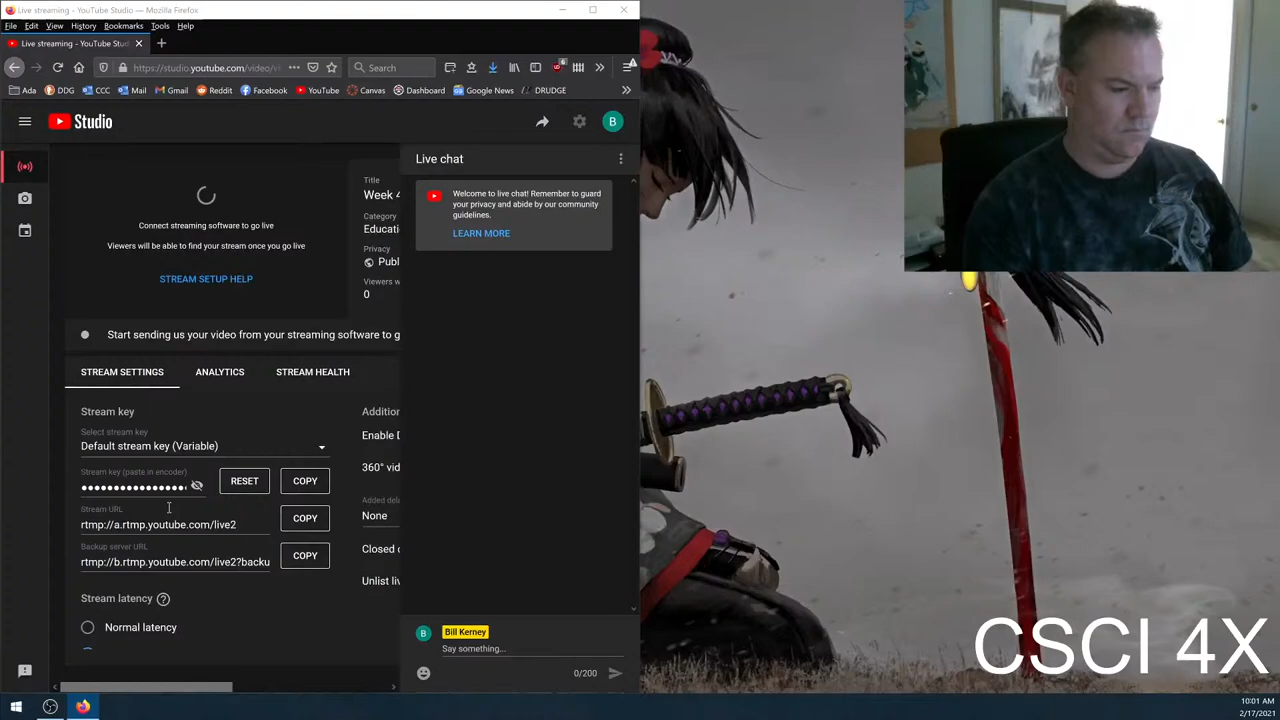 Live streaming - YouTube Studio — Mozilla Firefox
File Edit View History Bookmarks Tools Help
Live streaming - YouTube Stud
https://studio.youtube.com/video/vi
Search
6
Ada DDG CCC Mail Gmail Reddit Facebook YouTube Canvas Dashboard Google News DRUDGE
Studio
B
Connect streaming software to go live
Viewers will be able to find your stream once you go live
STREAM SETUP HELP
Title
Week 4
Category
Educati
Privacy
Publ
Viewers w
0
Live chat
Welcome to live chat! Remember to guard
your privacy and abide by our community
guidelines.
LEARN MORE
Start sending us your video from your streaming software to g
STREAM SETTINGS ANALYTICS STREAM HEALTH
Stream key
Select stream key
Default stream key (Variable)
Stream key (paste in encoder)
•••••••••••••••• RESET COPY
Stream URL
rtmp://a.rtmp.youtube.com/live2 COPY
Backup server URL
rtmp://b.rtmp.youtube.com/live2?backu COPY
Stream latency ?
Normal latency
Addition
Enable D
360° vid
Added dela
None
Closed c
Unlist liv
B Bill Kerney
Say something...
0/200
CSCI 4X
10:01 AM
2/17/2021